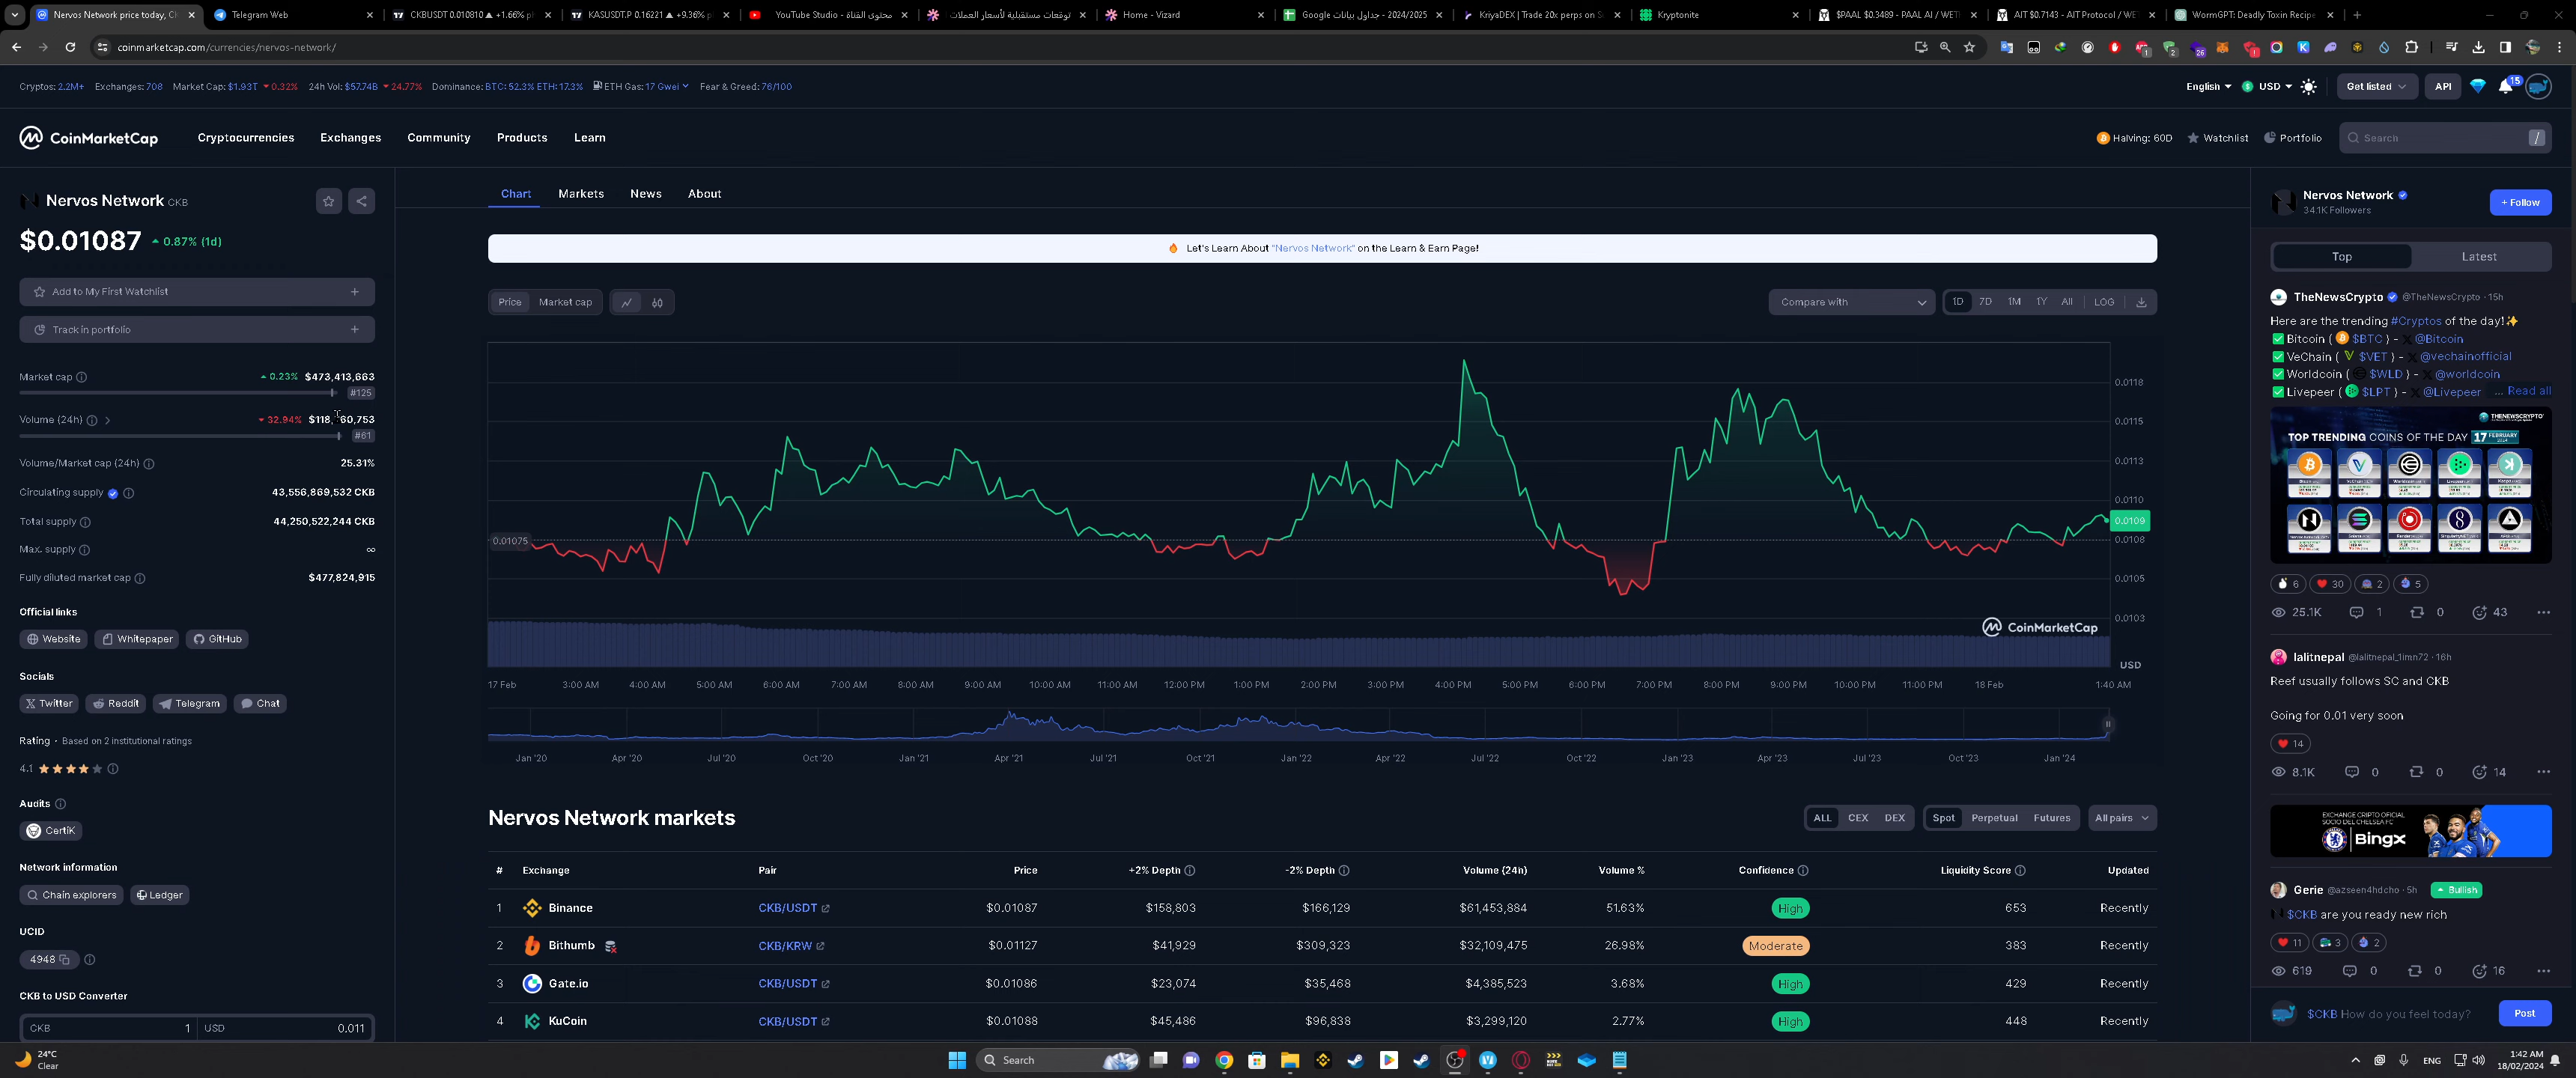 Nervos Network price today, C
Telegram Web
CKBUSDT 0.010810 ▲ +1.66%
KASUSDT.P 0.16221 ▲ +9.36%
YouTube Studio - محتوى القناة
توقعات مستقبلية لأسعار العملات
Home - Vizard
Google جداول بيانات - 2024/2025
KriyaDEX | Trade 20x perps on S
Kryptonite
$PAAL $0.3489 - PAAL AI / WET
AIT $0.7143 - AIT Protocol / WE
WormGPT: Deadly Toxin Recipe
coinmarketcap.com/currencies/nervos-network/
Cryptos: 2.2M+ Exchanges: 708 Market Cap: $1.93T 0.32% 24h Vol: $57.74B 24.77% Dominance: BTC: 52.3% ETH: 17.3% ETH Gas: 17 Gwei Fear & Greed: 76/100
English USD Get listed API 15
CoinMarketCap Cryptocurrencies Exchanges Community Products Learn
Halving: 60D Watchlist Portfolio Search /
Nervos Network CKB
$0.01087 0.87% (1d)
Add to My First Watchlist +
Track in portfolio +
Market cap 0.23% $473,413,663
#125
Volume (24h) 32.94% $118, 60,753
#61
Volume/Market cap (24h) 25.31%
Circulating supply 43,556,869,532 CKB
Total supply 44,250,522,244 CKB
Max. supply ∞
Fully diluted market cap $477,824,915
Official links
Website Whitepaper GitHub
Socials
Twitter Reddit Telegram Chat
Rating · Based on 2 institutional ratings
4.1
Audits
CertiK
Network information
Chain explorers Ledger
UCID
4948
CKB to USD Converter
CKB 1 USD 0.011
Chart Markets News About
Let's Learn About "Nervos Network" on the Learn & Earn Page!
Price Market cap
Compare with 1D 7D 1M 1Y All LOG
0.0118
0.0115
0.0113
0.0110
0.0109
0.01075
0.0108
0.0105
0.0103
CoinMarketCap
USD
17 Feb 3:00 AM 4:00 AM 5:00 AM 6:00 AM 7:00 AM 8:00 AM 9:00 AM 10:00 AM 11:00 AM 12:00 PM 1:00 PM 2:00 PM 3:00 PM 4:00 PM 5:00 PM 6:00 PM 7:00 PM 8:00 PM 9:00 PM 10:00 PM 11:00 PM 18 Feb 1:40 AM
Jan '20 Apr '20 Jul '20 Oct '20 Jan '21 Apr '21 Jul '21 Oct '21 Jan '22 Apr '22 Jul '22 Oct '22 Jan '23 Apr '23 Jul '23 Oct '23 Jan '24
Nervos Network markets
ALL CEX DEX Spot Perpetual Futures All pairs
# Exchange Pair Price +2% Depth -2% Depth Volume (24h) Volume % Confidence Liquidity Score Updated
1 Binance CKB/USDT $0.01087 $158,803 $166,129 $61,453,884 51.63% High 653 Recently
2 Bithumb CKB/KRW $0.01127 $41,929 $309,323 $32,109,475 26.98% Moderate 383 Recently
3 Gate.io CKB/USDT $0.01086 $23,074 $35,468 $4,385,523 3.68% High 429 Recently
4 KuCoin CKB/USDT $0.01088 $45,486 $96,838 $3,299,120 2.77% High 448 Recently
Nervos Network
34.1K Followers
+ Follow
Top Latest
TheNewsCrypto @TheNewsCrypto · 15h
Here are the trending #Cryptos of the day!✨
✅Bitcoin ( $BTC ) - @Bitcoin
✅VeChain ( $VET ) - @vechainofficial
✅Worldcoin ( $WLD ) - @worldcoin
✅Livepeer ( $LPT ) - @Livepeer ... Read all
THENEWSCRYPTO
TOP TRENDING COINS OF THE DAY 17 FEBRUARY
6 30 2 5
25.1K 1 0 43
lalitnepal @lalitnepal_1imn72 · 16h
Reef usually follows SC and CKB
Going for 0.01 very soon
14
8.1K 0 0 14
EXCHANGE CRIPTO OFICIAL
SOCIO DEL CHELSEA FC
BingX
Gerie @azseen4hdcho · 5h Bullish
$CKB are you ready new rich
11 3 2
619 0 0 16
$CKB How do you feel today? Post
24°C
Clear
Search
ENG
1:42 AM
18/02/2024